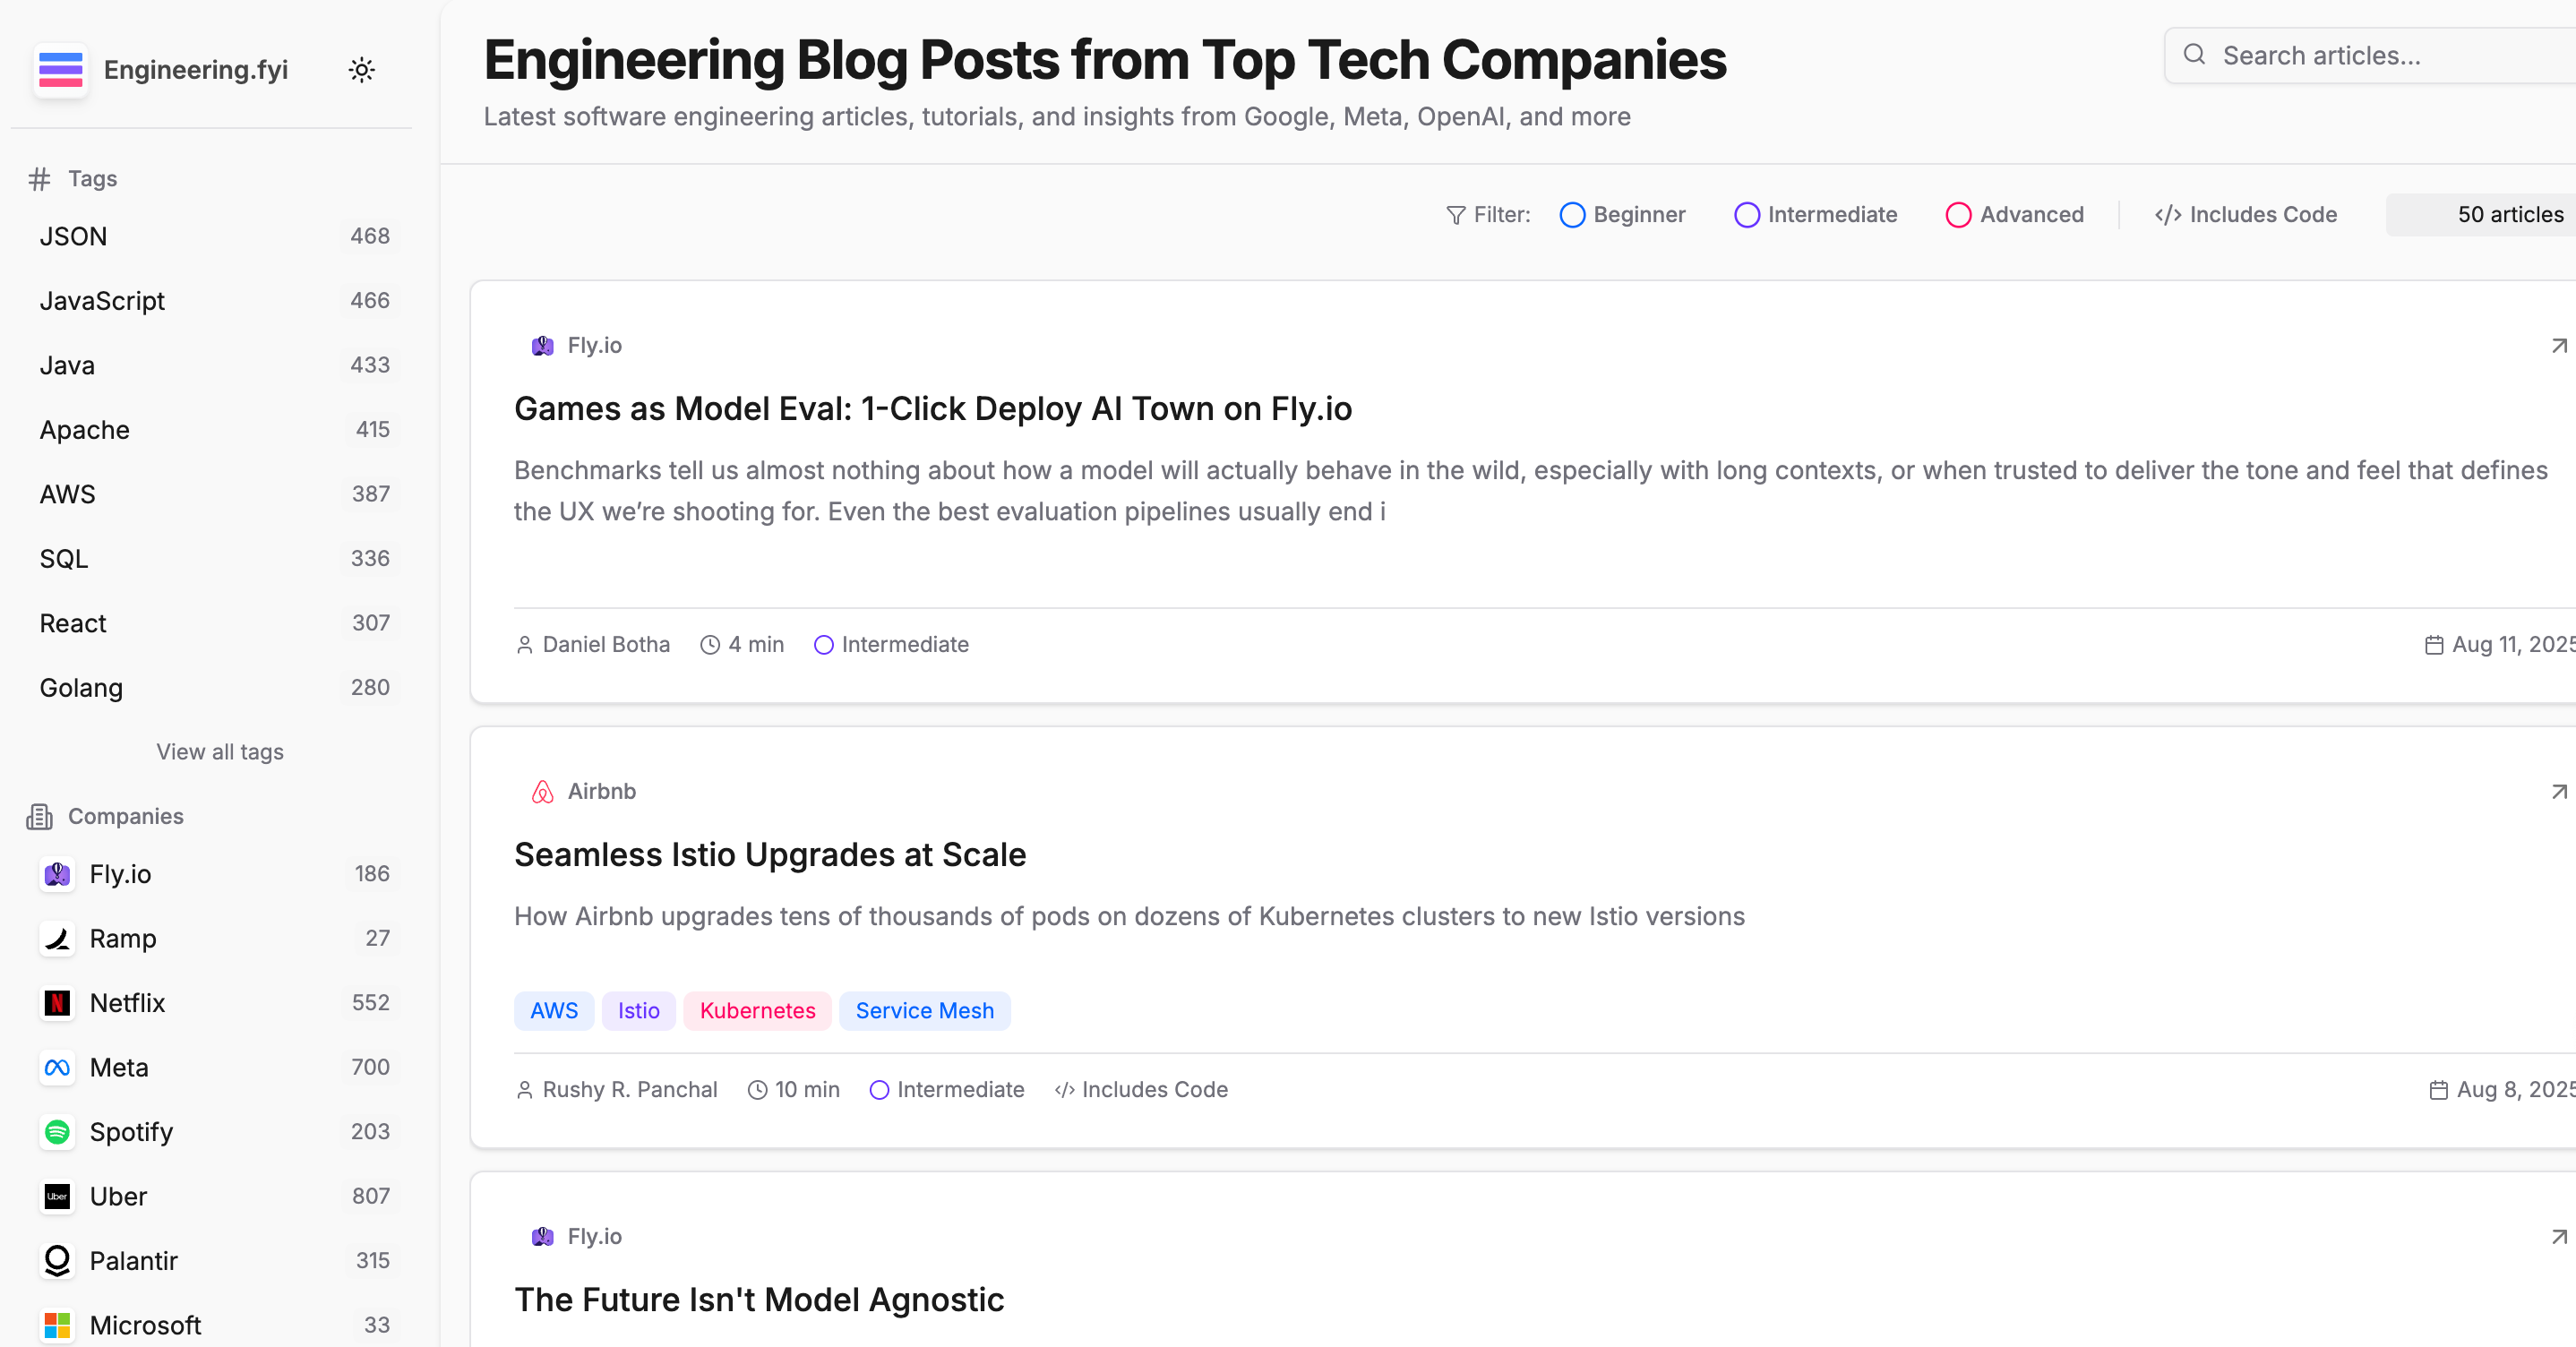 Engineering.fyi
Tags
JSON 468
JavaScript 466
Java 433
Apache 415
AWS 387
SQL 336
React 307
Golang 280
View all tags
Companies
Fly.io 186
Ramp 27
Netflix 552
Meta 700
Spotify 203
Uber Uber 807
Palantir 315
Microsoft 33
Engineering Blog Posts from Top Tech Companies
Latest software engineering articles, tutorials, and insights from Google, Meta, OpenAI, and more
Search articles...
Filter: Beginner Intermediate Advanced </> Includes Code 50 articles
Fly.io
Games as Model Eval: 1-Click Deploy AI Town on Fly.io
Benchmarks tell us almost nothing about how a model will actually behave in the wild, especially with long contexts, or when trusted to deliver the tone and feel that defines
the UX we’re shooting for. Even the best evaluation pipelines usually end i
Daniel Botha 4 min Intermediate Aug 11, 2025
Airbnb
Seamless Istio Upgrades at Scale
How Airbnb upgrades tens of thousands of pods on dozens of Kubernetes clusters to new Istio versions
AWS Istio Kubernetes Service Mesh
Rushy R. Panchal 10 min Intermediate </> Includes Code Aug 8, 2025
Fly.io
The Future Isn't Model Agnostic